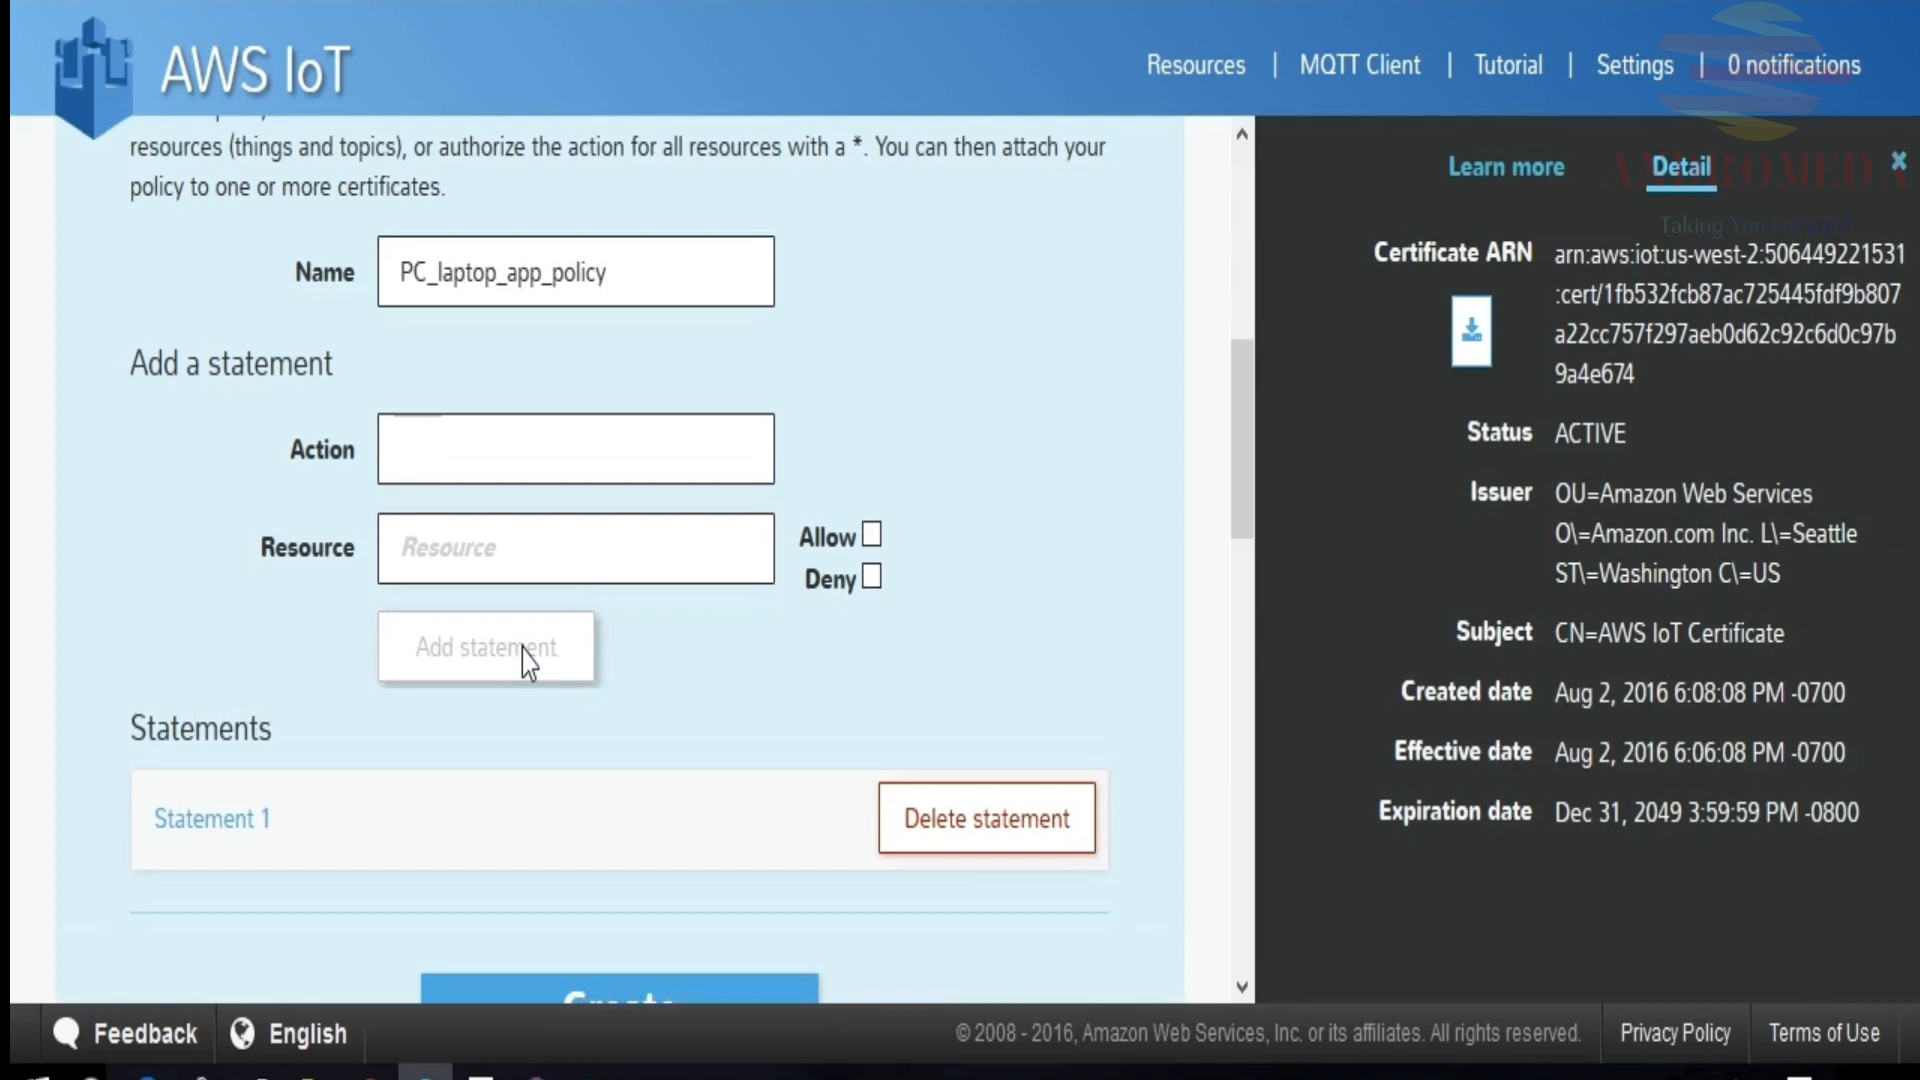 AWS IoT
Resources | MQTT Client | Tutorial | Settings | 0 notifications
resources (things and topics), or authorize the action for all resources with a *. You can then attach your
policy to one or more certificates.
Name
PC_laptop_app_policy
Add a statement
Action
Resource
Resource
Allow
Deny
Add statement
Statements
Statement 1
Delete statement
Create
Learn more
Detail
ANDROMEDA
Taking You
Certificate ARN
arn:aws:iot:us-west-2:506449221531
:cert/1fb532fcb87ac725445fdf9b807
a22cc757f297aeb0d62c92c6d0c97b
9a4e674
Status
ACTIVE
Issuer
OU=Amazon Web Services
O\=Amazon.com Inc. L\=Seattle
ST\=Washington C\=US
Subject
CN=AWS IoT Certificate
Created date
Aug 2, 2016 6:08:08 PM -0700
Effective date
Aug 2, 2016 6:06:08 PM -0700
Expiration date
Dec 31, 2049 3:59:59 PM -0800
Feedback
English
© 2008 - 2016, Amazon Web Services, Inc. or its affiliates. All rights reserved.
Privacy Policy
Terms of Use